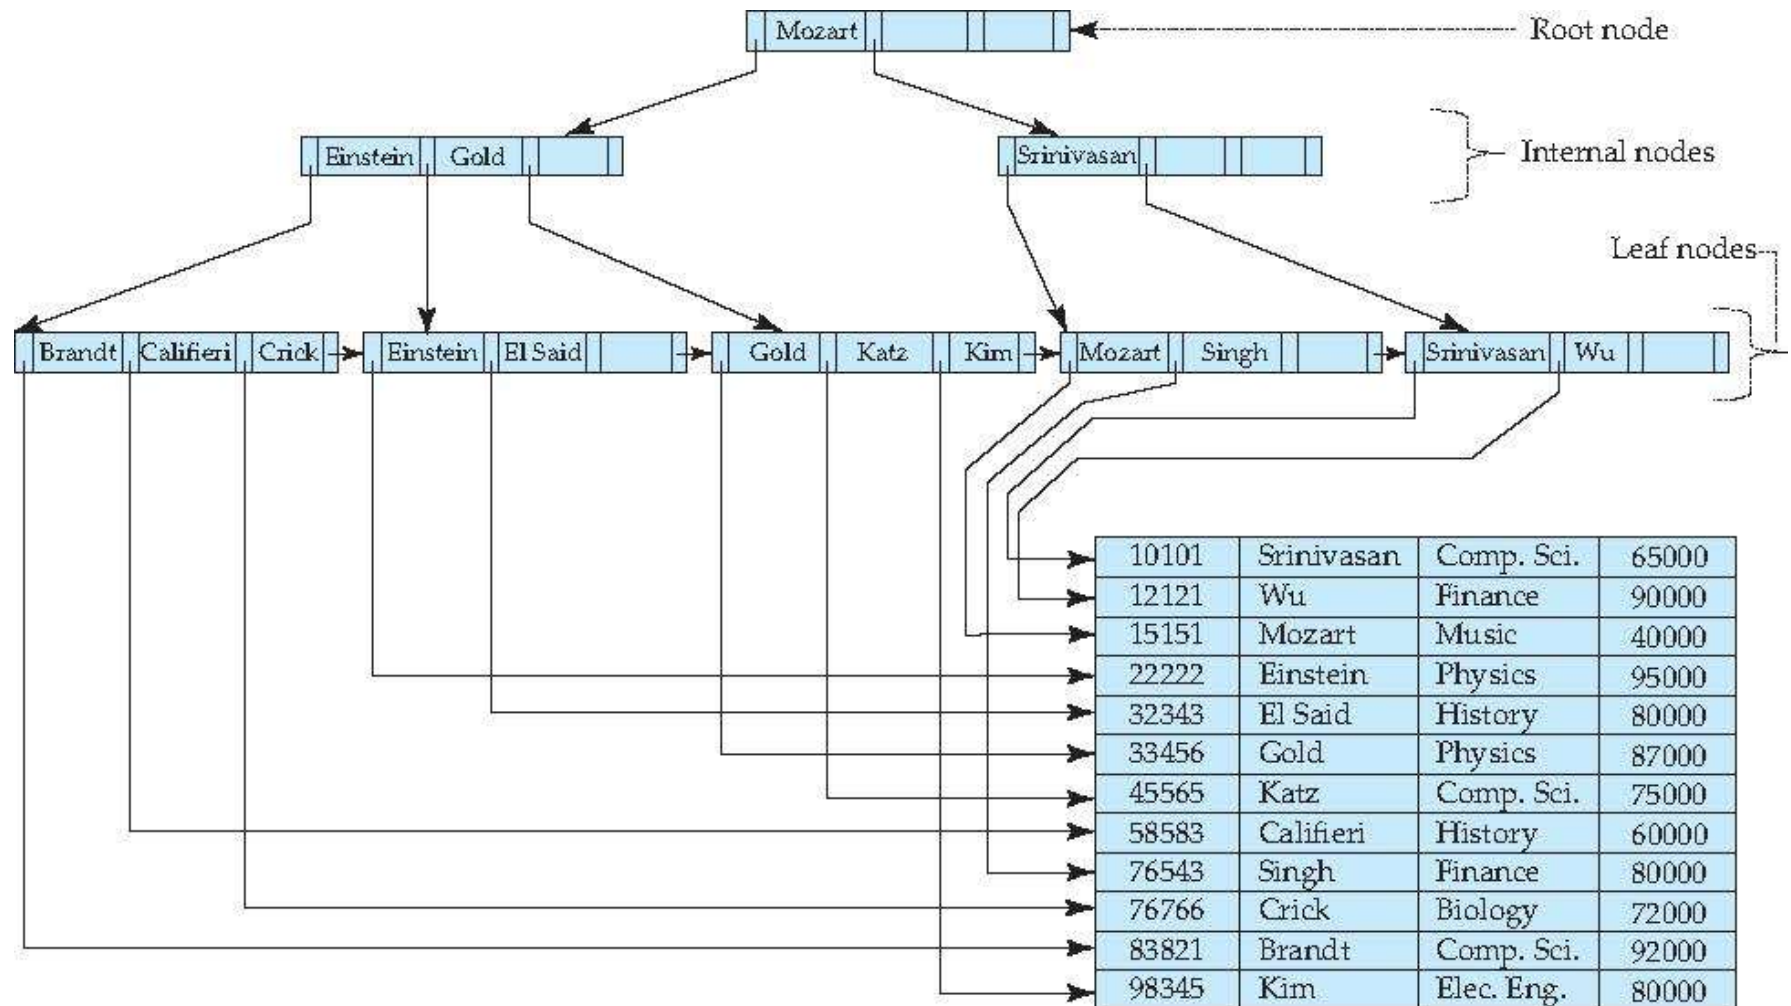 Mozart
Root node
Einstein Gold
Srinivasan
Internal nodes
Leaf nodes
Brandt Califieri Crick Einstein El Said Gold Katz Kim Mozart Singh Srinivasan Wu
10101 Srinivasan Comp. Sci. 65000
12121 Wu Finance 90000
15151 Mozart Music 40000
22222 Einstein Physics 95000
32343 El Said History 80000
33456 Gold Physics 87000
45565 Katz Comp. Sci. 75000
58583 Califieri History 60000
76543 Singh Finance 80000
76766 Crick Biology 72000
83821 Brandt Comp. Sci. 92000
98345 Kim Elec. Eng. 80000